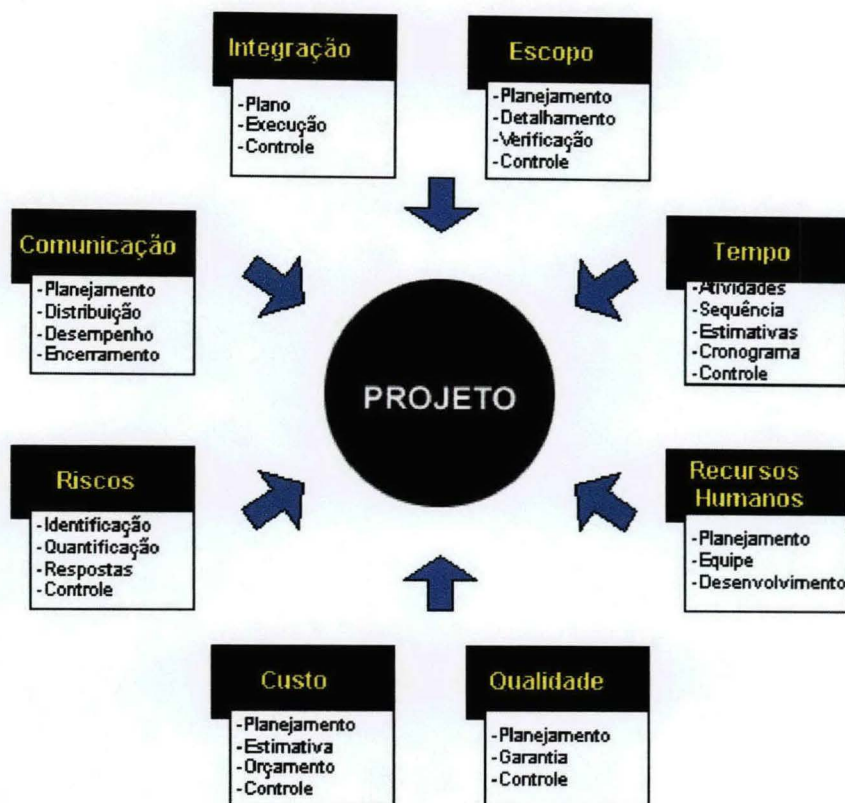 Integração
-Plano
-Execução
-Controle
Escopo
-Planejamento
-Detalhamento
-Verificação
-Controle
Comunicação
-Planejamento
-Distribuição
-Desempenho
-Encerramento
Tempo
-Atividades
-Sequência
-Estimativas
-Cronograma
-Controle
PROJETO
Riscos
-Identificação
-Quantificação
-Respostas
-Controle
Recursos
Humanos
-Planejamento
-Equipe
-Desenvolvimento
Custo
-Planejamento
-Estimativa
-Orçamento
-Controle
Qualidade
-Planejamento
-Garantia
-Controle